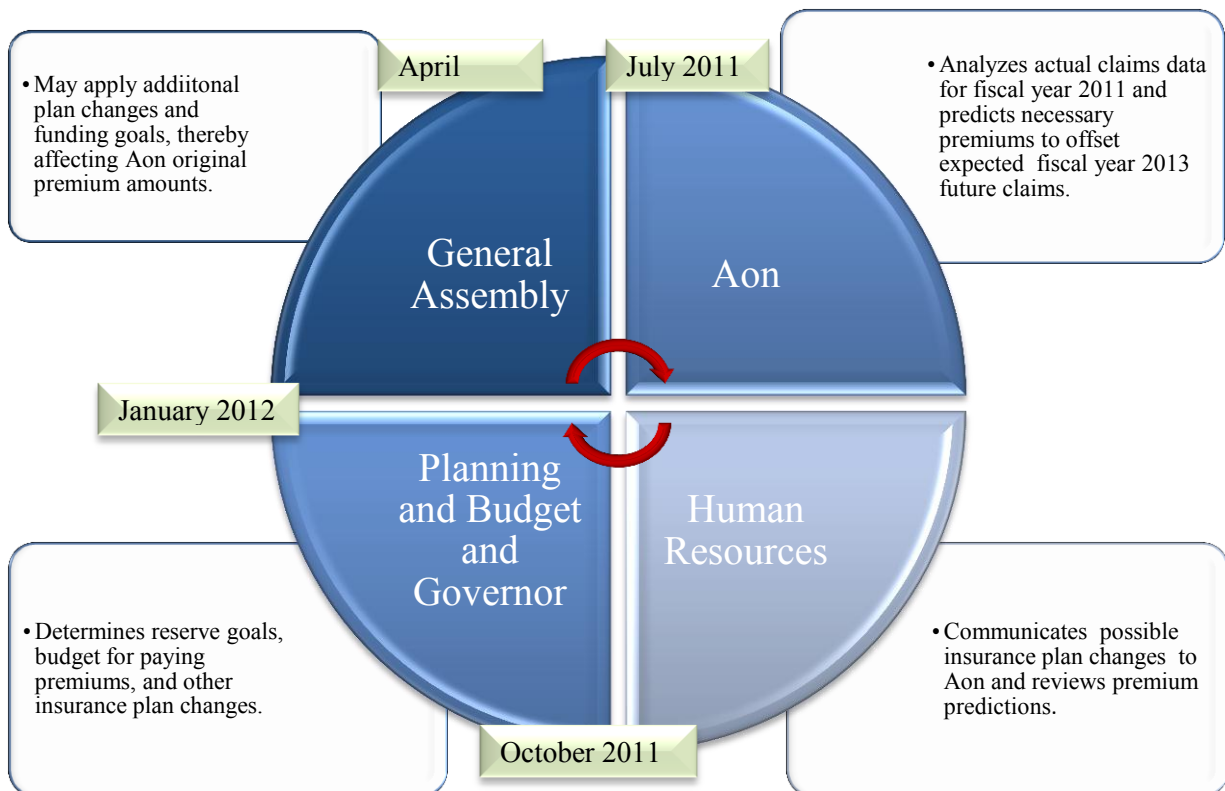 April
July 2011
• May apply addiitonal
plan changes and
funding goals, thereby
affecting Aon original
premium amounts.
• Analyzes actual claims data
for fiscal year 2011 and
predicts necessary
premiums to offset
expected fiscal year 2013
future claims.
General
Assembly
Aon
January 2012
Planning
and Budget
and
Governor
Human
Resources
• Determines reserve goals,
budget for paying
premiums, and other
insurance plan changes.
• Communicates possible
insurance plan changes to
Aon and reviews premium
predictions.
October 2011